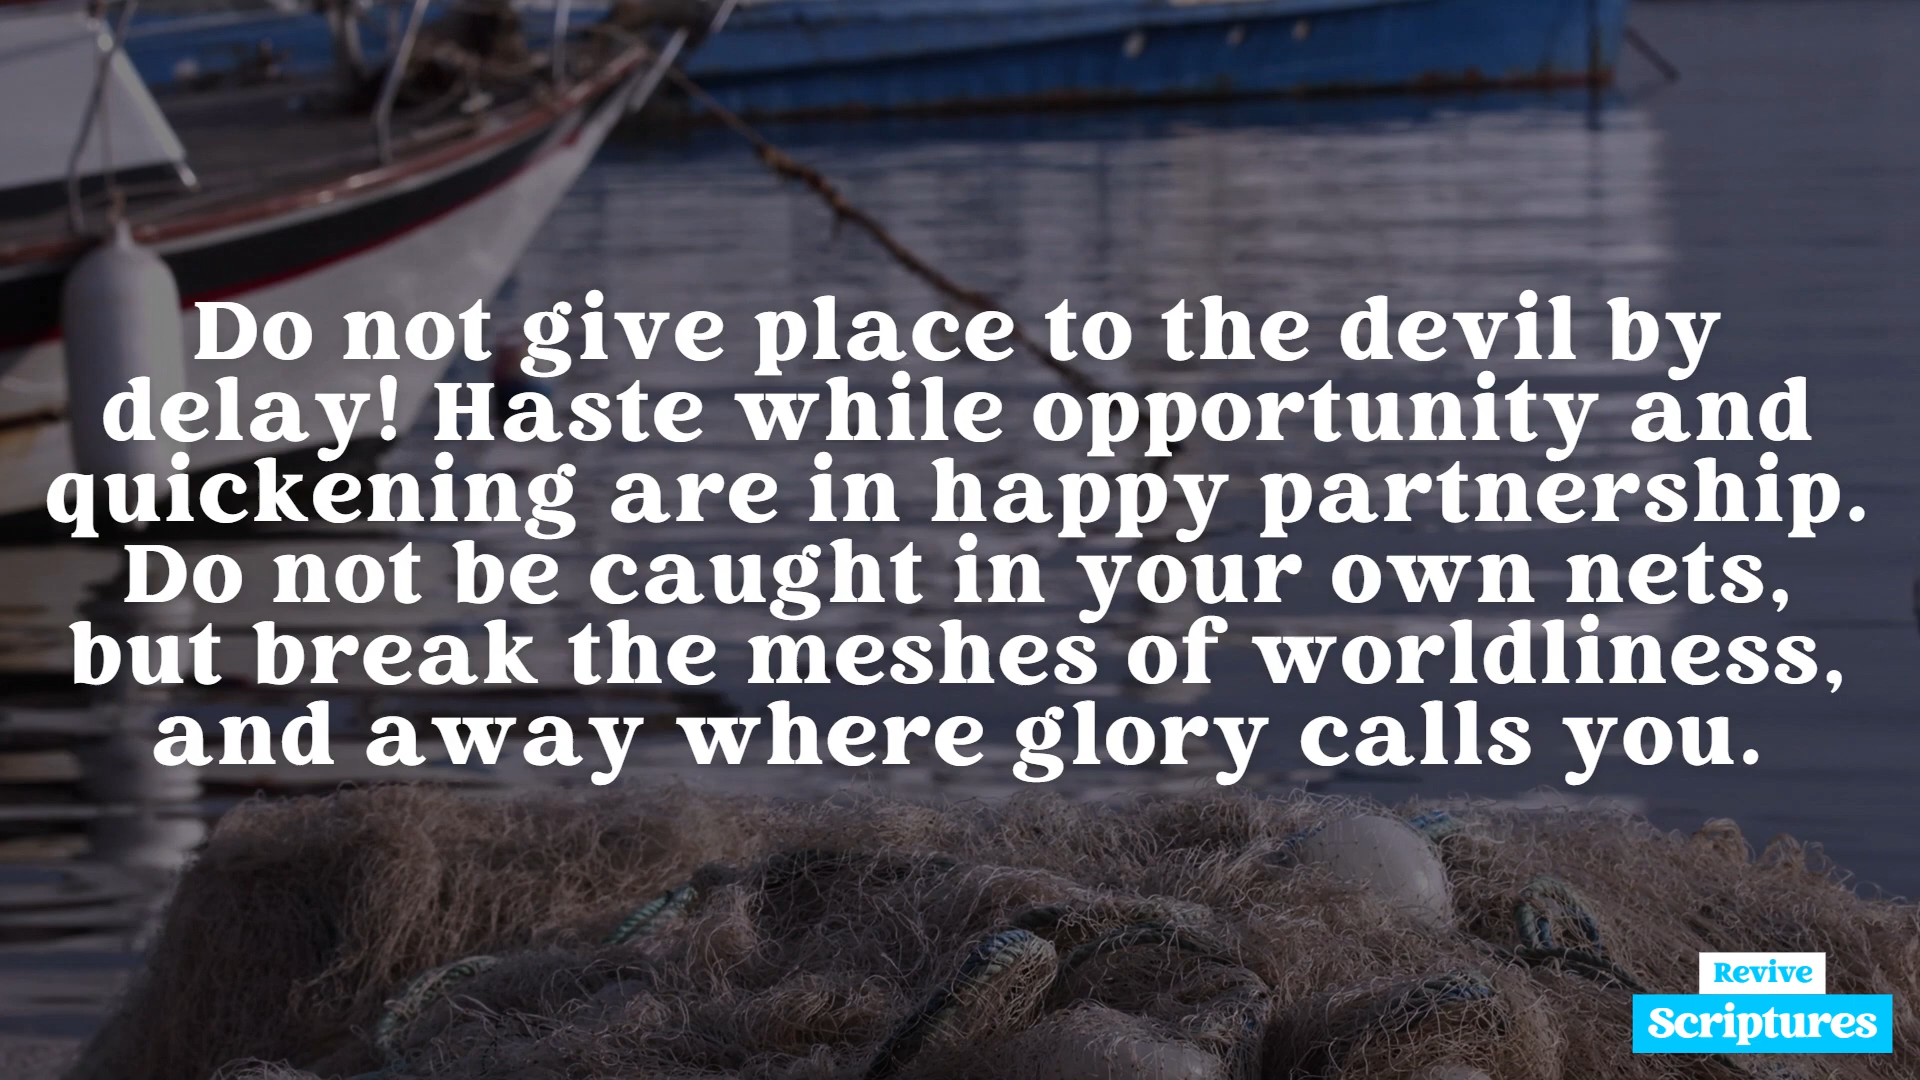 Do not give place to the devil by
delay! Haste while opportunity and
quickening are in happy partnership.
Do not be caught in your own nets,
but break the meshes of worldliness,
and away where glory calls you.
Revive
Scriptures